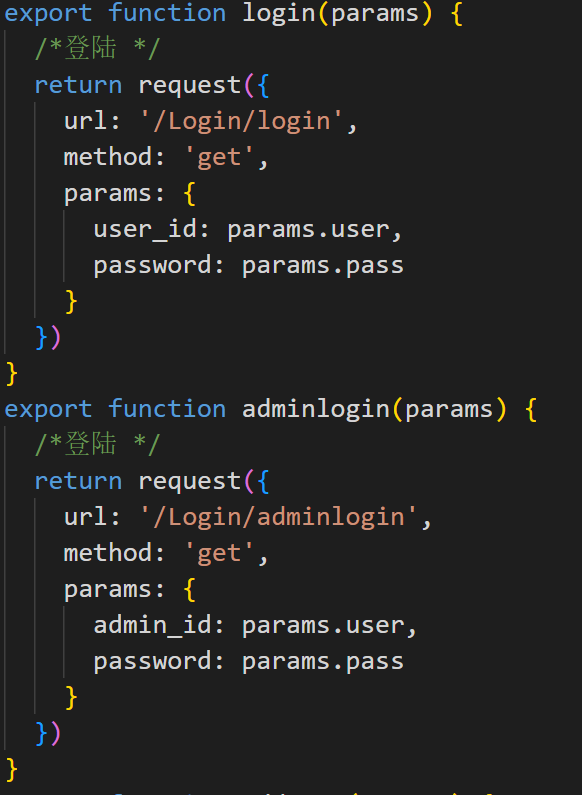 export function login(params) {
  /*登陆 */
  return request({
    url: '/Login/login',
    method: 'get',
    params: {
      user_id: params.user,
      password: params.pass
    }
  })
}
export function adminlogin(params) {
  /*登陆 */
  return request({
    url: '/Login/adminlogin',
    method: 'get',
    params: {
      admin_id: params.user,
      password: params.pass
    }
  })
}